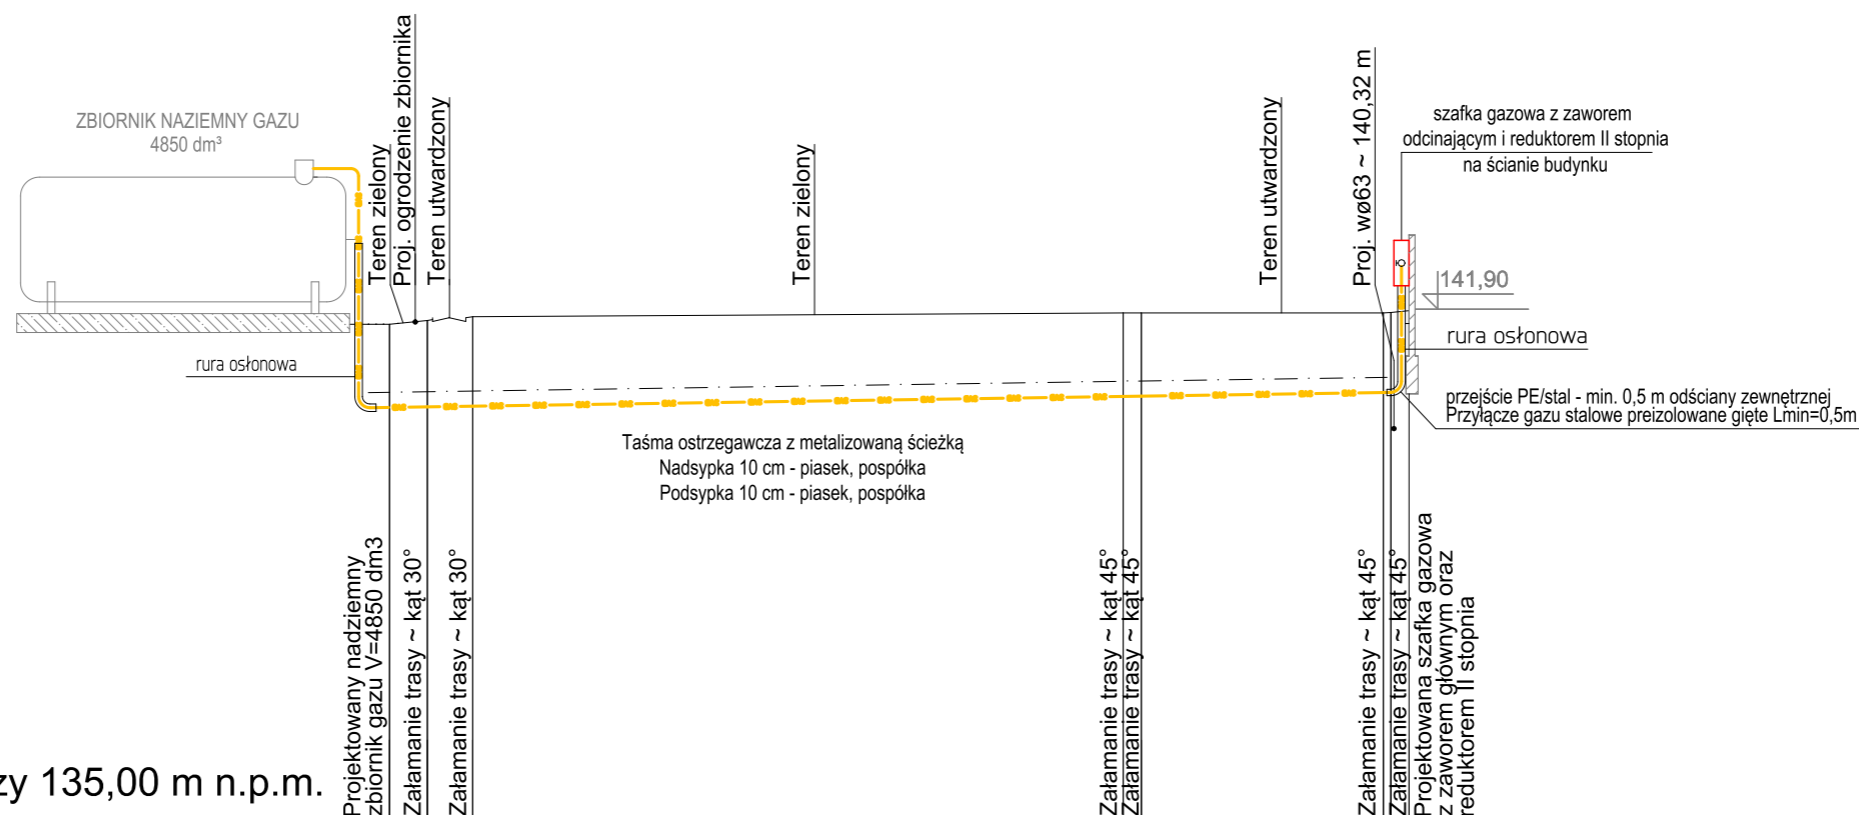 ZBIORNIK NAZIEMNY GAZU
4850 dm³
Teren zielony
Proj. ogrodzenie zbiornika
Teren utwardzony
Teren zielony
Teren utwardzony
Proj. wø63 ~ 140,32 m
szafka gazowa z zaworem
odcinającym i reduktorem II stopnia
na ścianie budynku
141,90
rura osłonowa
rura osłonowa
przejście PE/stal - min. 0,5 m odściany zewnętrznej
Przyłącze gazu stalowe preizolowane gięte Lmin=0,5m
Taśma ostrzegawcza z metalizowaną ścieżką
Nadsypka 10 cm - piasek, pospółka
Podsypka 10 cm - piasek, pospółka
Projektowany nadziemny
zbiornik gazu V=4850 dm3
Załamanie trasy ~ kąt 30°
Załamanie trasy ~ kąt 30°
Załamanie trasy ~ kąt 45°
Załamanie trasy ~ kąt 45°
Załamanie trasy ~ kąt 45°
Załamanie trasy ~ kąt 45°
Projektowana szafka gazowa
z zaworem głównym oraz
reduktorem II stopnia
zy 135,00 m n.p.m.